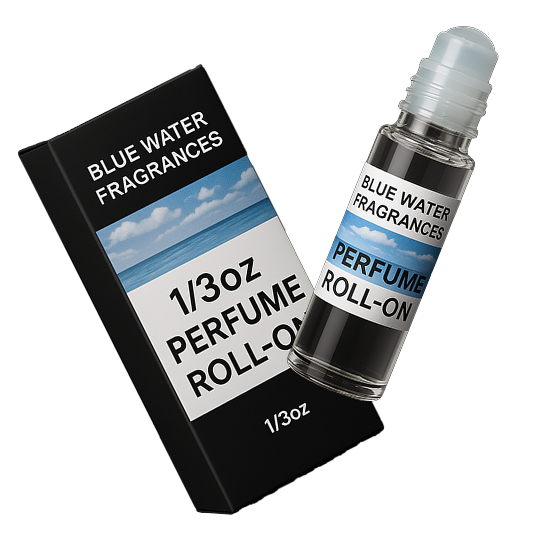 BLUE WATER
FRAGRANCES
1/3oz
PERFUME
ROLL-ON
1/3oz
BLUE WATER
FRAGRANCES
PERFUME
ROLL-ON